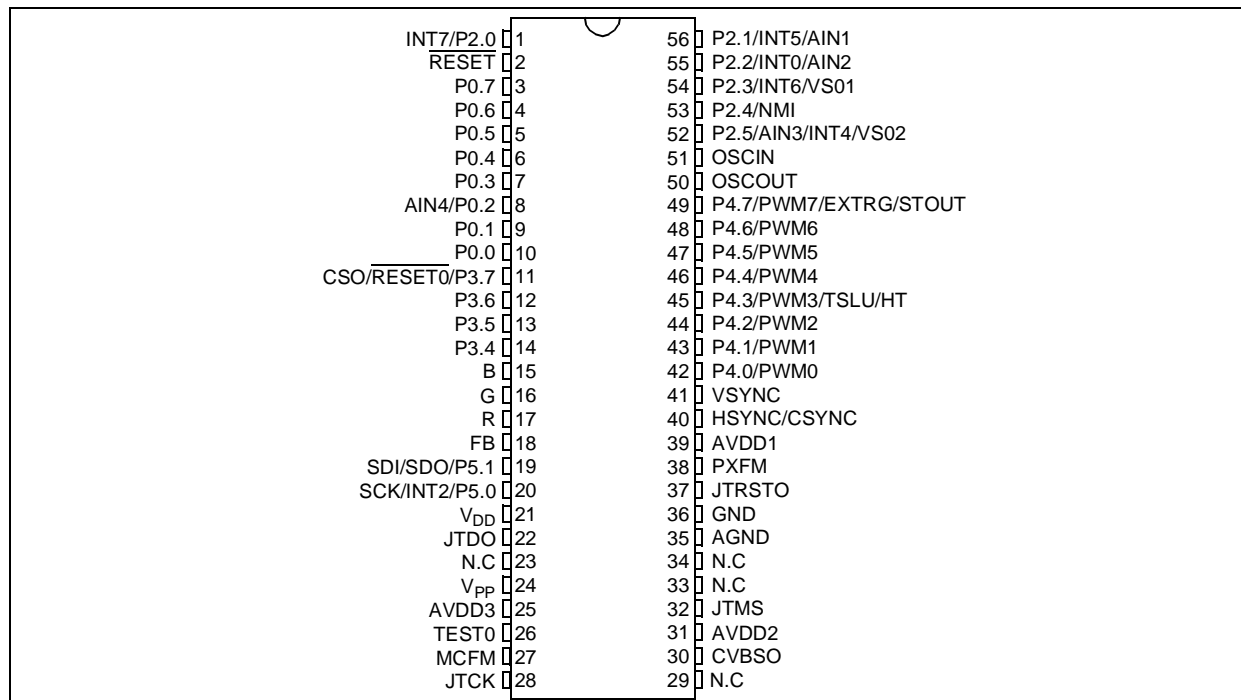 INT7/P2.0 1 56 P2.1/INT5/AIN1
RESET 2 55 P2.2/INT0/AIN2
P0.7 3 54 P2.3/INT6/VS01
P0.6 4 53 P2.4/NMI
P0.5 5 52 P2.5/AIN3/INT4/VS02
P0.4 6 51 OSCIN
P0.3 7 50 OSCOUT
AIN4/P0.2 8 49 P4.7/PWM7/EXTRG/STOUT
P0.1 9 48 P4.6/PWM6
P0.0 10 47 P4.5/PWM5
CSO/RESET0/P3.7 11 46 P4.4/PWM4
P3.6 12 45 P4.3/PWM3/TSLU/HT
P3.5 13 44 P4.2/PWM2
P3.4 14 43 P4.1/PWM1
B 15 42 P4.0/PWM0
G 16 41 VSYNC
R 17 40 HSYNC/CSYNC
FB 18 39 AVDD1
SDI/SDO/P5.1 19 38 PXFM
SCK/INT2/P5.0 20 37 JTRSTO
VDD 21 36 GND
JTDO 22 35 AGND
N.C 23 34 N.C
VPP 24 33 N.C
AVDD3 25 32 JTMS
TEST0 26 31 AVDD2
MCFM 27 30 CVBSO
JTCK 28 29 N.C